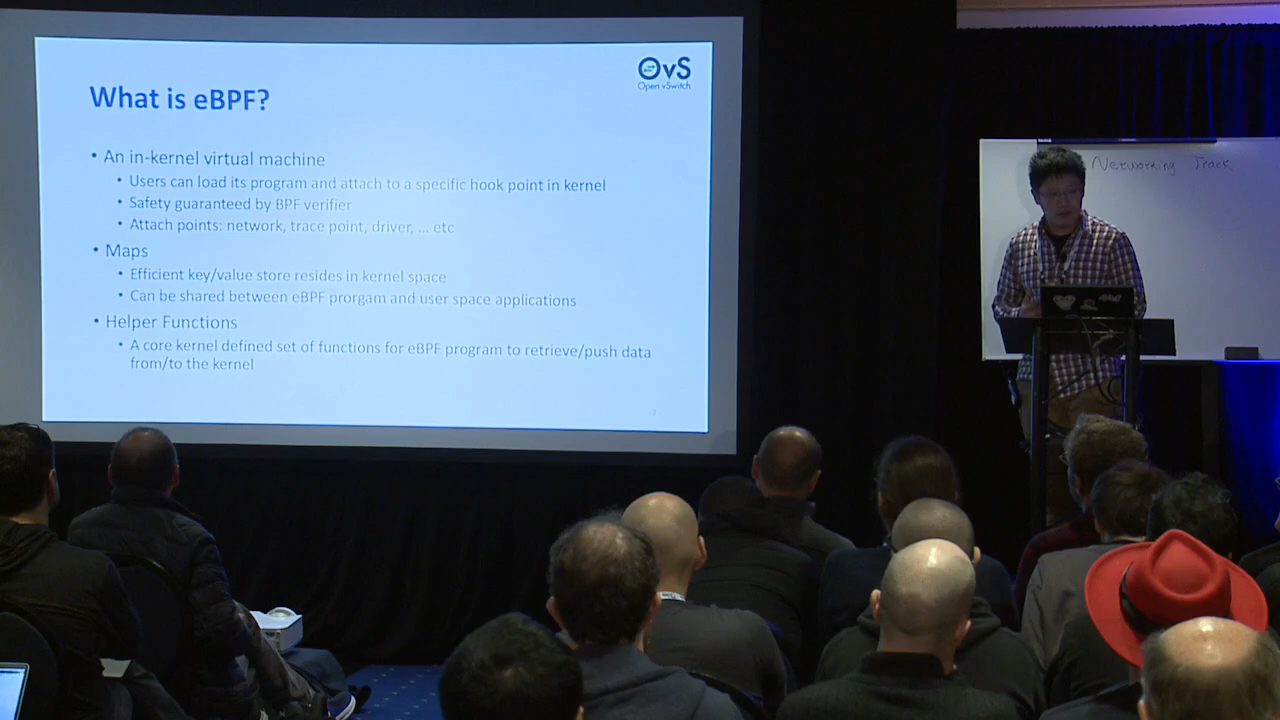 OvS
Open vSwitch
What is eBPF?
• An in-kernel virtual machine
• Users can load its program and attach to a specific hook point in kernel
• Safety guaranteed by BPF verifier
• Attach points: network, trace point, driver, … etc
• Maps
• Efficient key/value store resides in kernel space
• Can be shared between eBPF prorgam and user space applications
• Helper Functions
• A core kernel defined set of functions for eBPF program to retrieve/push data
from/to the kernel
7
Networking Track